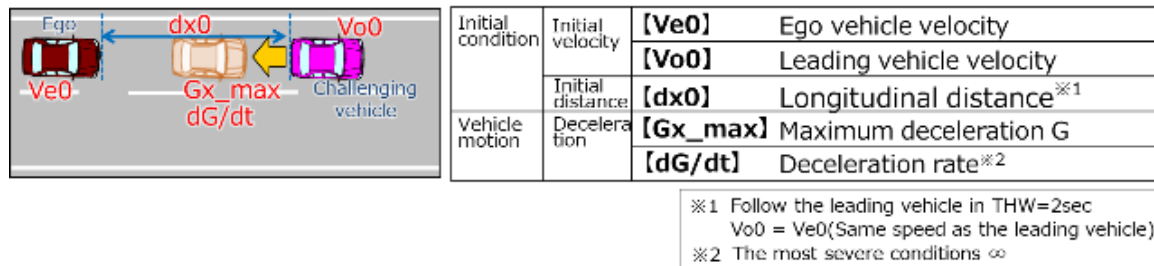 Ego
dx0
Vo0
Ve0
Gx_max
dG/dt
Challenging
vehicle
Initial
condition
Initial
velocity
【Ve0】 Ego vehicle velocity
【Vo0】 Leading vehicle velocity
Initial
distance
【dx0】 Longitudinal distance※1
Vehicle
motion
Decelera
tion
【Gx_max】 Maximum deceleration G
【dG/dt】 Deceleration rate※2
※1 Follow the leading vehicle in THW=2sec
Vo0 = Ve0(Same speed as the leading vehicle)
※2 The most severe conditions ∞